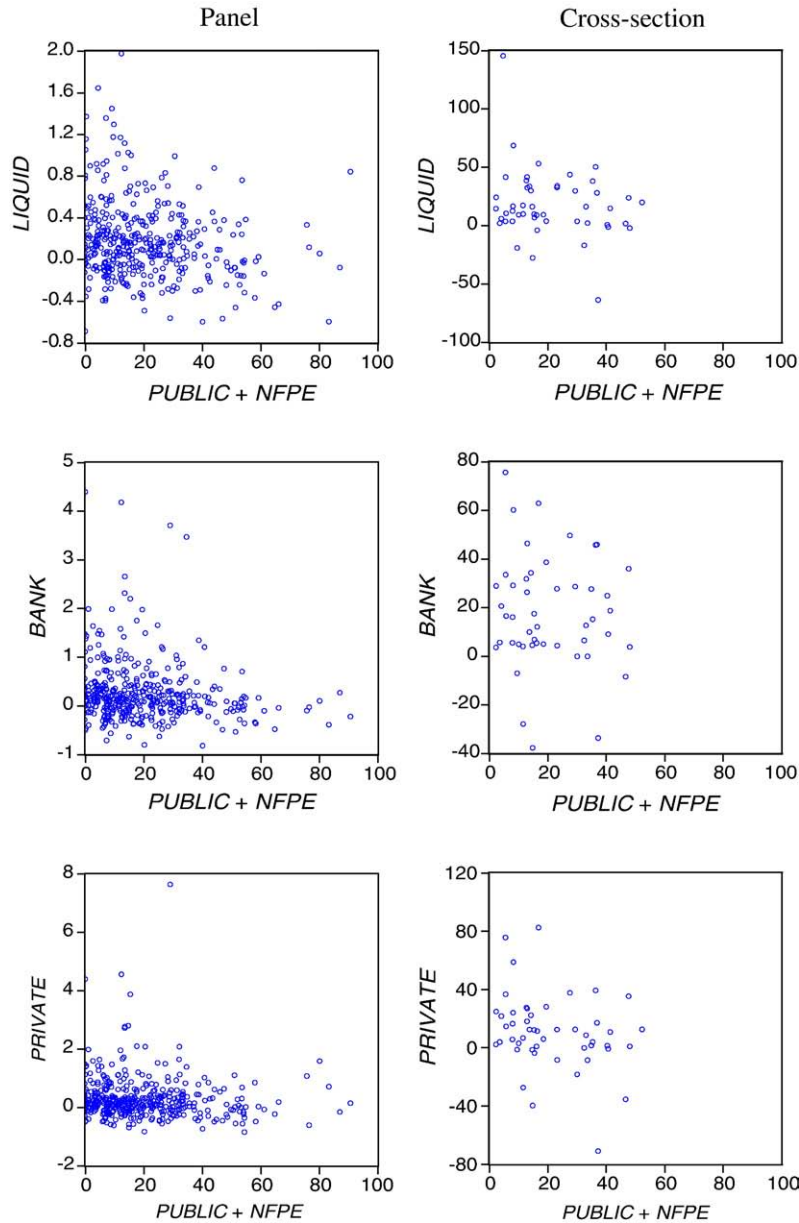 Panel Cross-section
2.0 150
1.6 100
1.2 50
0.8 0
0.4 -50
0.0 -100
-0.4
-0.8
LIQUID LIQUID
0 20 40 60 80 100 0 20 40 60 80 100
PUBLIC + NFPE PUBLIC + NFPE
5 80
4 60
3 40
2 20
1 0
0 -20
-1 -40
BANK BANK
0 20 40 60 80 100 0 20 40 60 80 100
PUBLIC + NFPE PUBLIC + NFPE
8 120
6 80
4 40
2 0
0 -40
-2 -80
PRIVATE PRIVATE
0 20 40 60 80 100 0 20 40 60 80 100
PUBLIC + NFPE PUBLIC + NFPE